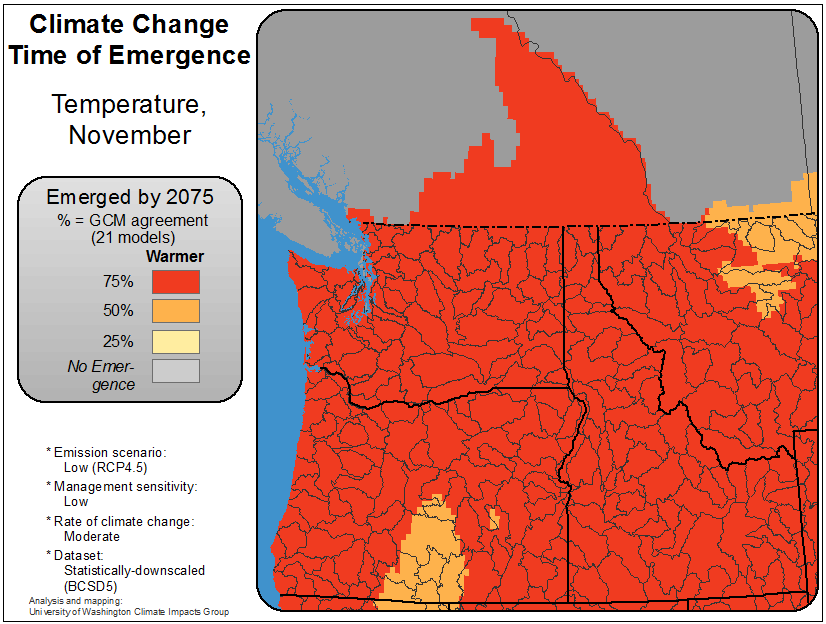 Climate Change
Time of Emergence
Temperature,
November
Emerged by 2075
% = GCM agreement
(21 models)
Warmer
75%
50%
25%
No Emer-
gence
* Emission scenario:
Low (RCP4.5)
* Management sensitivity:
Low
* Rate of climate change:
Moderate
* Dataset:
Statistically-downscaled
(BCSD5)
Analysis and mapping:
University of Washington Climate Impacts Group